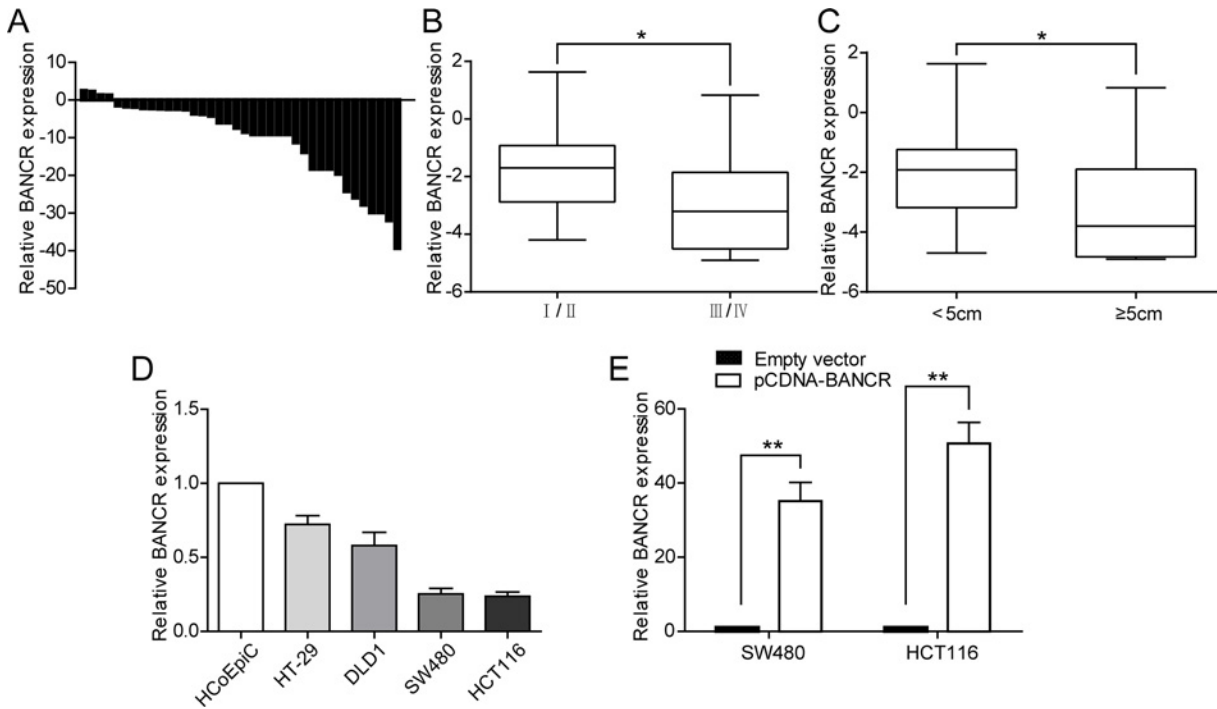 A
Relative BANCR expression
10
0
-10
-20
-30
-40
-50
B
Relative BANCR expression
2
0
-2
-4
-6
*
Ⅰ/Ⅱ
Ⅲ/Ⅳ
C
Relative BANCR expression
2
0
-2
-4
-6
*
<5cm
≥5cm
D
Relative BANCR expression
1.5
1.0
0.5
0.0
HCoEpiC
HT-29
DLD1
SW480
HCT116
E
Empty vector
pCDNA-BANCR
Relative BANCR expression
60
40
20
0
**
**
SW480
HCT116